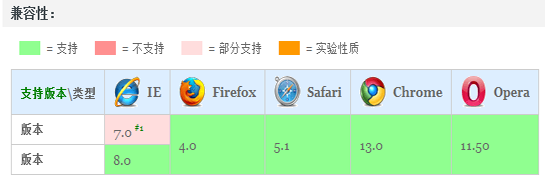 兼容性：
= 支持 = 不支持 = 部分支持 = 实验性质
支持版本\类型 IE Firefox Safari Chrome Opera
版本 7.0 #1
4.0 5.1 13.0 11.50
版本 8.0